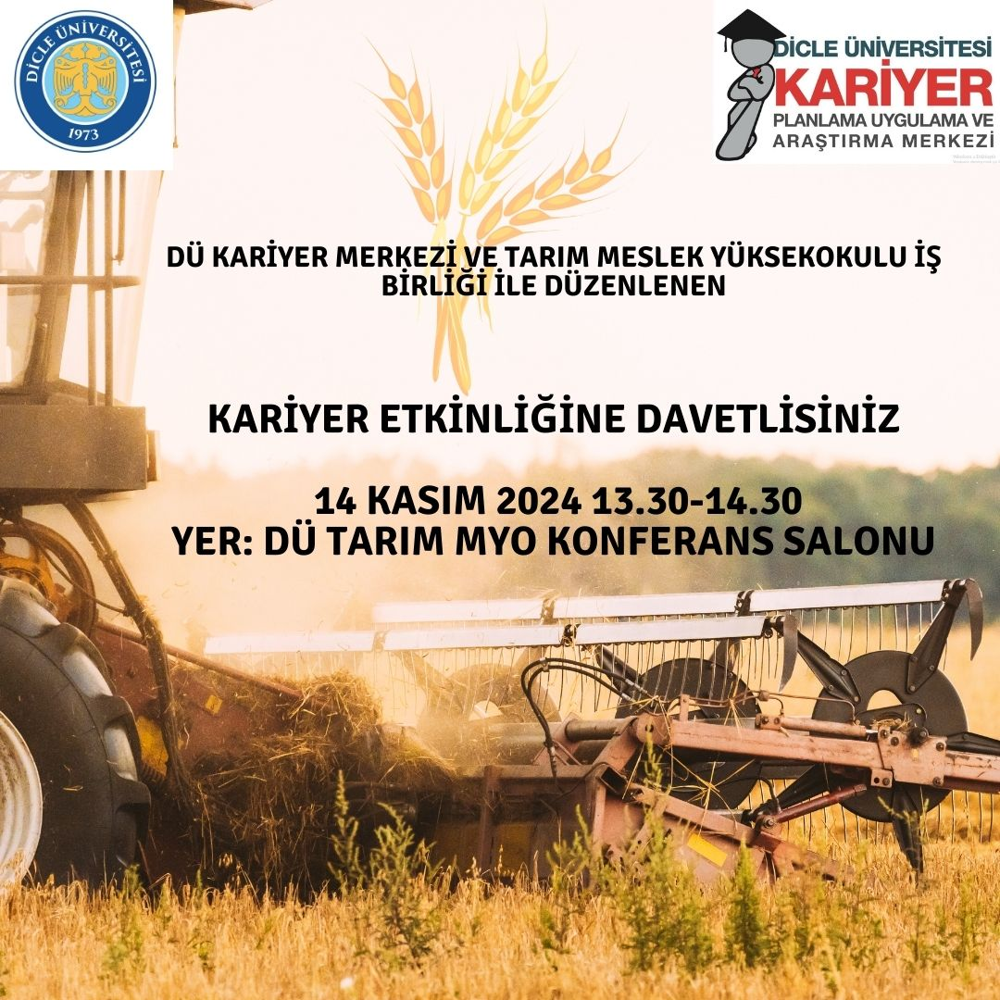 DİCLE ÜNİVERSİTESİ
1973
DİCLE ÜNİVERSİTESİ
KARİYER
PLANLAMA UYGULAMA VE
ARAŞTIRMA MERKEZİ
DÜ KARİYER MERKEZİ VE TARIM MESLEK YÜKSEKOKULU İŞ
BİRLİĞİ İLE DÜZENLENEN
KARİYER ETKİNLİĞİNE DAVETLİSİNİZ
14 KASIM 2024 13.30-14.30
YER: DÜ TARIM MYO KONFERANS SALONU